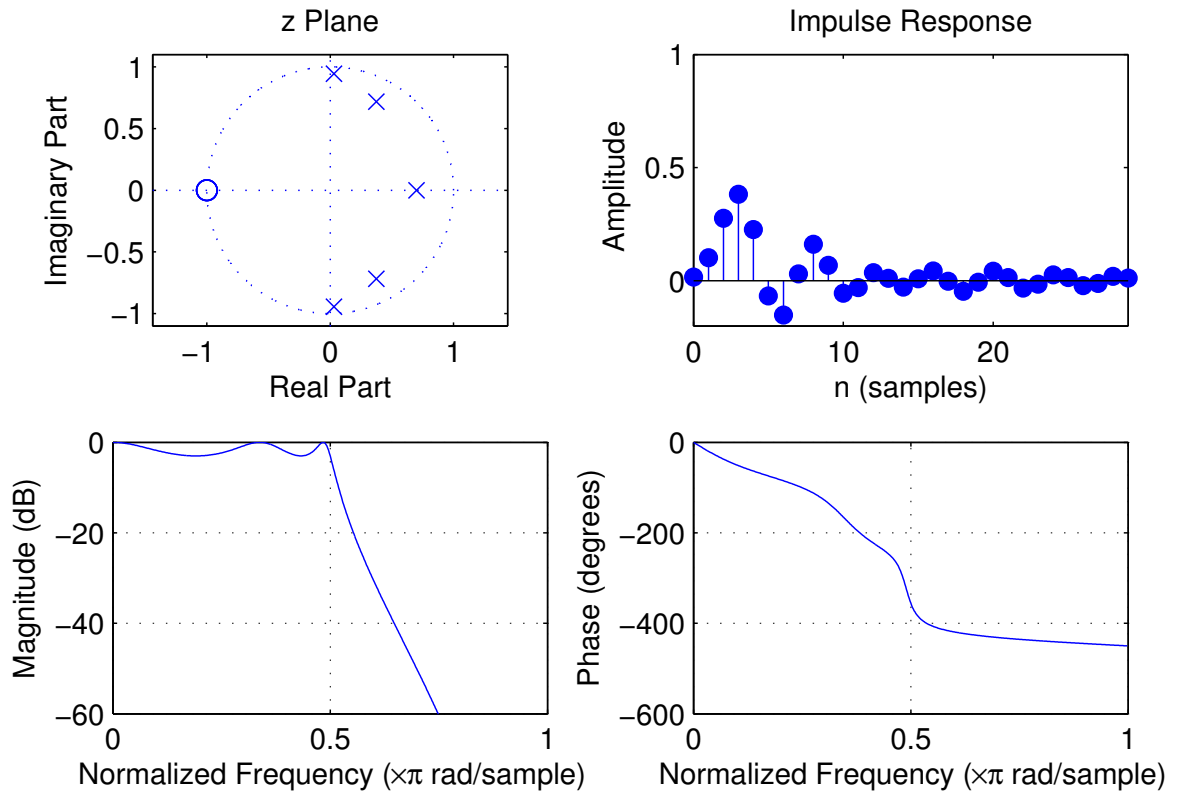 z Plane
1
0.5
0
−0.5
−1
Imaginary Part
−1
0
1
Real Part
Impulse Response
1
0.5
0
Amplitude
0
10
20
n (samples)
0
−20
−40
−60
Magnitude (dB)
0
0.5
1
Normalized Frequency (×π rad/sample)
0
−200
−400
−600
Phase (degrees)
0
0.5
1
Normalized Frequency (×π rad/sample)